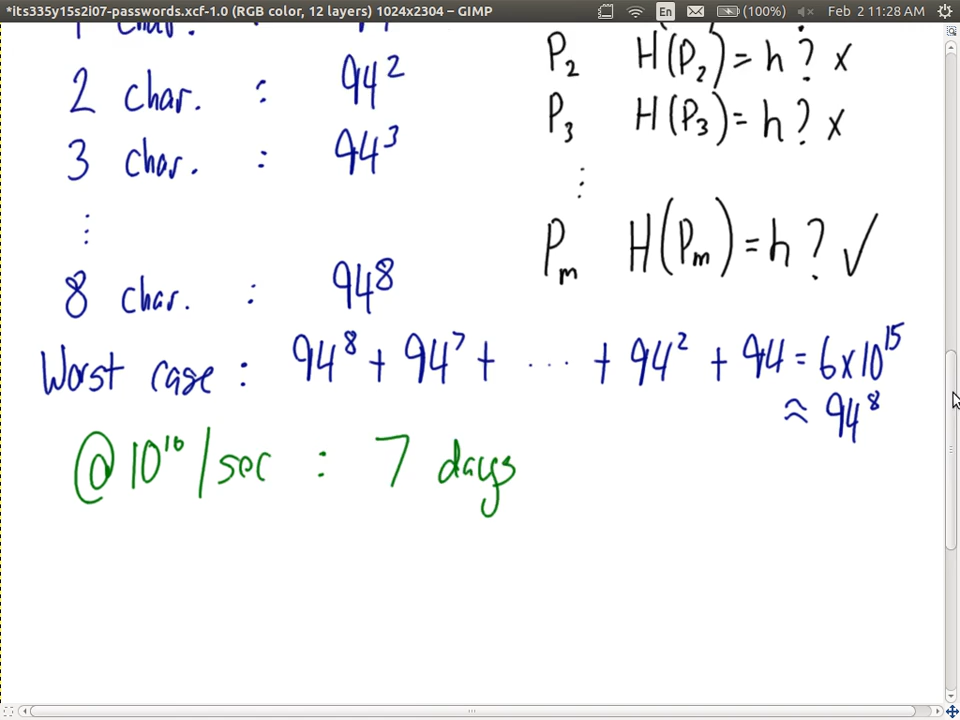 *its335y15s2i07-passwords.xcf-1.0 (RGB color, 12 layers) 1024x2304 – GIMP
En (100%) Feb 2 11:28 AM
char.
2 char. : 94²
3 char. : 94³
⋮
8 char. : 94⁸
P₂ H(P₂) = h ? x
P₃ H(P₃) = h ? x
⋮
Pₘ H(Pₘ) = h ? ✓
Worst case : 94⁸ + 94⁷ + ... + 94² + 94 = 6x10¹⁵
≈ 94⁸
@ 10¹⁰/sec : 7 days